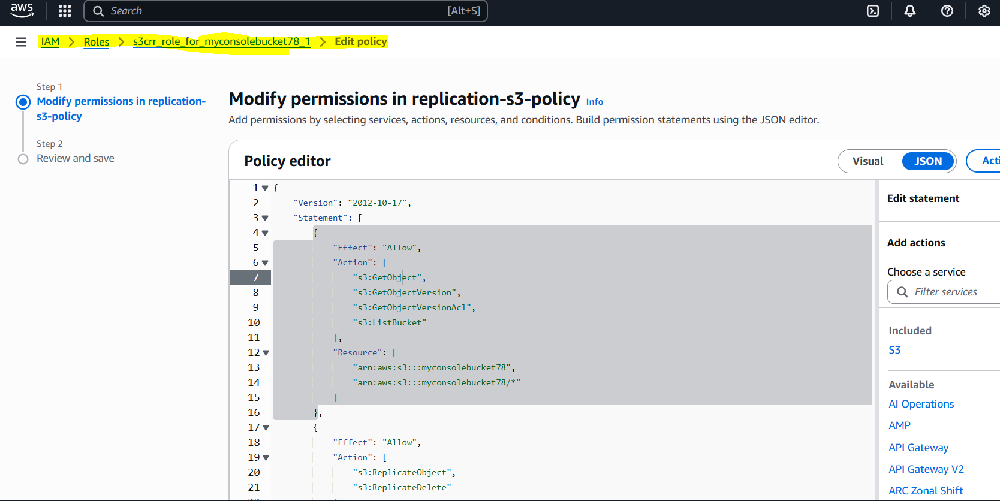 aws
Search [Alt+S]
IAM > Roles > s3crr_role_for_myconsolebucket78_1 > Edit policy
Step 1
Modify permissions in replication-
s3-policy
Step 2
Review and save
Modify permissions in replication-s3-policy Info
Add permissions by selecting services, actions, resources, and conditions. Build permission statements using the JSON editor.
Policy editor
Visual JSON Acti
1 {
2 "Version": "2012-10-17",
3 "Statement": [
4 {
5 "Effect": "Allow",
6 "Action": [
7 "s3:GetObject",
8 "s3:GetObjectVersion",
9 "s3:GetObjectVersionAcl",
10 "s3:ListBucket"
11 ],
12 "Resource": [
13 "arn:aws:s3:::myconsolebucket78",
14 "arn:aws:s3:::myconsolebucket78/*"
15 ]
16 },
17 {
18 "Effect": "Allow",
19 "Action": [
20 "s3:ReplicateObject",
21 "s3:ReplicateDelete"
Edit statement
Add actions
Choose a service
Filter services
Included
S3
Available
AI Operations
AMP
API Gateway
API Gateway V2
ARC Zonal Shift